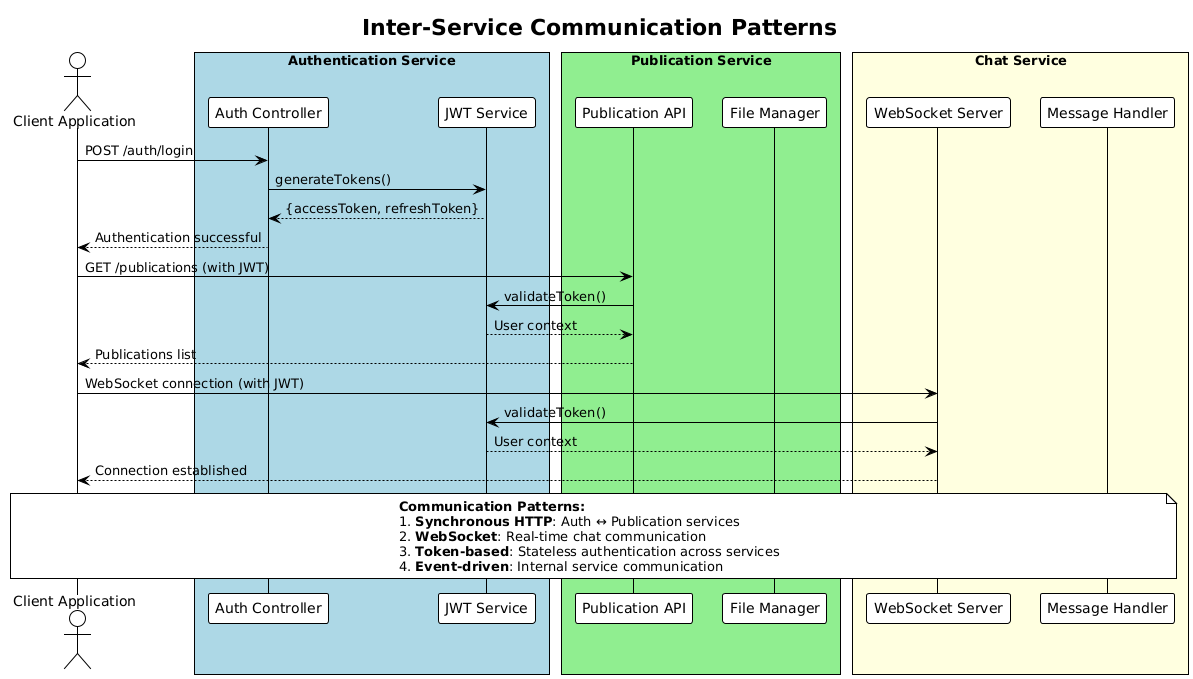 Inter-Service Communication Patterns
Authentication Service
Publication Service
Chat Service
Client Application
Auth Controller
JWT Service
Publication API
File Manager
WebSocket Server
Message Handler
POST /auth/login
generateTokens()
{accessToken, refreshToken}
Authentication successful
GET /publications (with JWT)
validateToken()
User context
Publications list
WebSocket connection (with JWT)
validateToken()
User context
Connection established
Communication Patterns:
1. Synchronous HTTP: Auth ↔ Publication services
2. WebSocket: Real-time chat communication
3. Token-based: Stateless authentication across services
4. Event-driven: Internal service communication
Client Application
Auth Controller
JWT Service
Publication API
File Manager
WebSocket Server
Message Handler